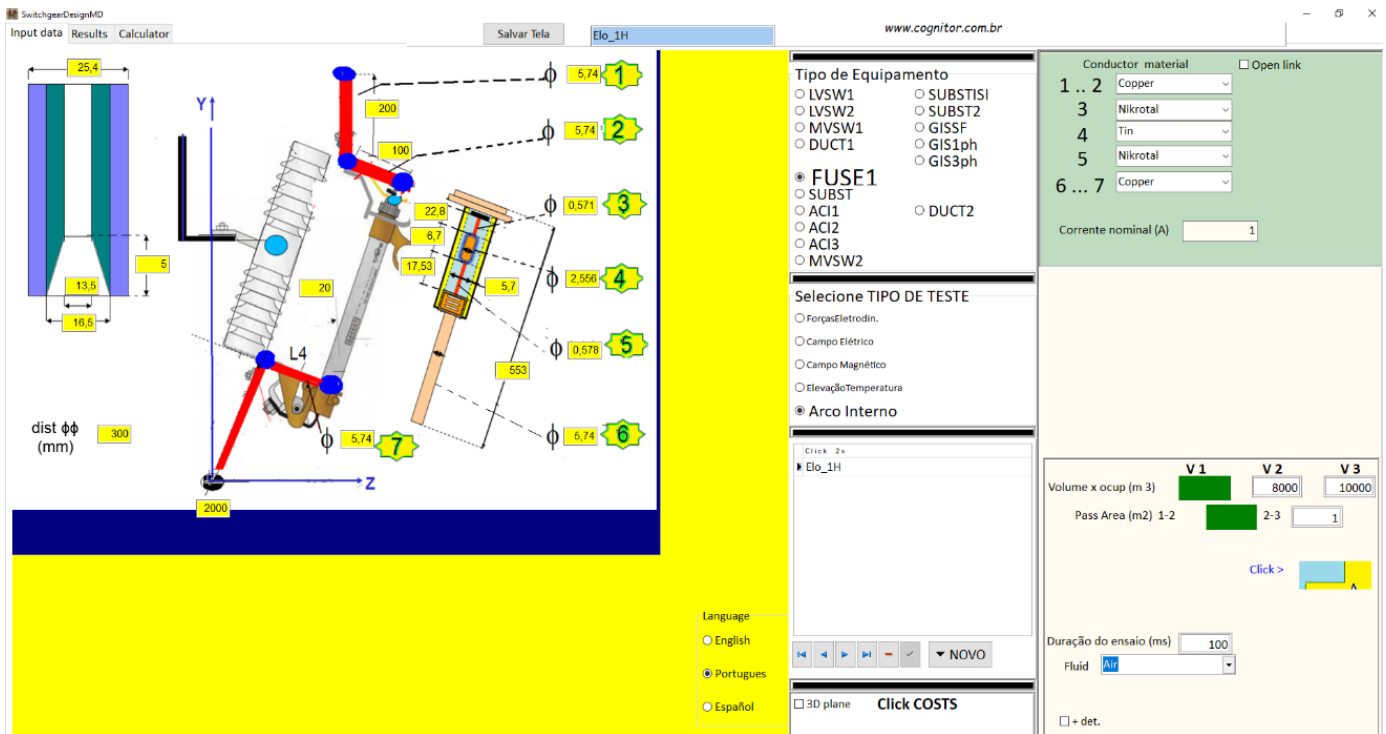 SwitchgearDesignMD
Input data Results Calculator
Salvar Tela
Elo_1H
www.cognitor.com.br
25,4
5
13,5
16,5
Y
200
100
22,8
6,7
17,53
5,7
20
L4
553
ϕ 5,74 1
ϕ 5,74 2
ϕ 0,571 3
ϕ 2,556 4
ϕ 0,578 5
ϕ 5,74 6
ϕ 5,74 7
dist ϕϕ
(mm)
300
Z
2000
Language
English
Portugues
Español
Tipo de Equipamento
LVSW1 SUBSTISI
LVSW2 SUBST2
MVSW1 GISSF
DUCT1 GIS1ph
GIS3ph
FUSE1
SUBST
ACI1 DUCT2
ACI2
ACI3
MVSW2
Selecione TIPO DE TESTE
ForçasEletrodin.
Campo Elétrico
Campo Magnético
ElevaçãoTemperatura
Arco Interno
Click 2x
Elo_1H
NOVO
3D plane Click COSTS
Conductor material Open link
1 .. 2 Copper
3 Nikrotal
4 Tin
5 Nikrotal
6 ... 7 Copper
Corrente nominal (A) 1
V 1 V 2 V 3
Volume x ocup (m 3) 8000 10000
Pass Area (m2) 1-2 2-3 1
Click >
Duração do ensaio (ms) 100
Fluid Air
+ det.